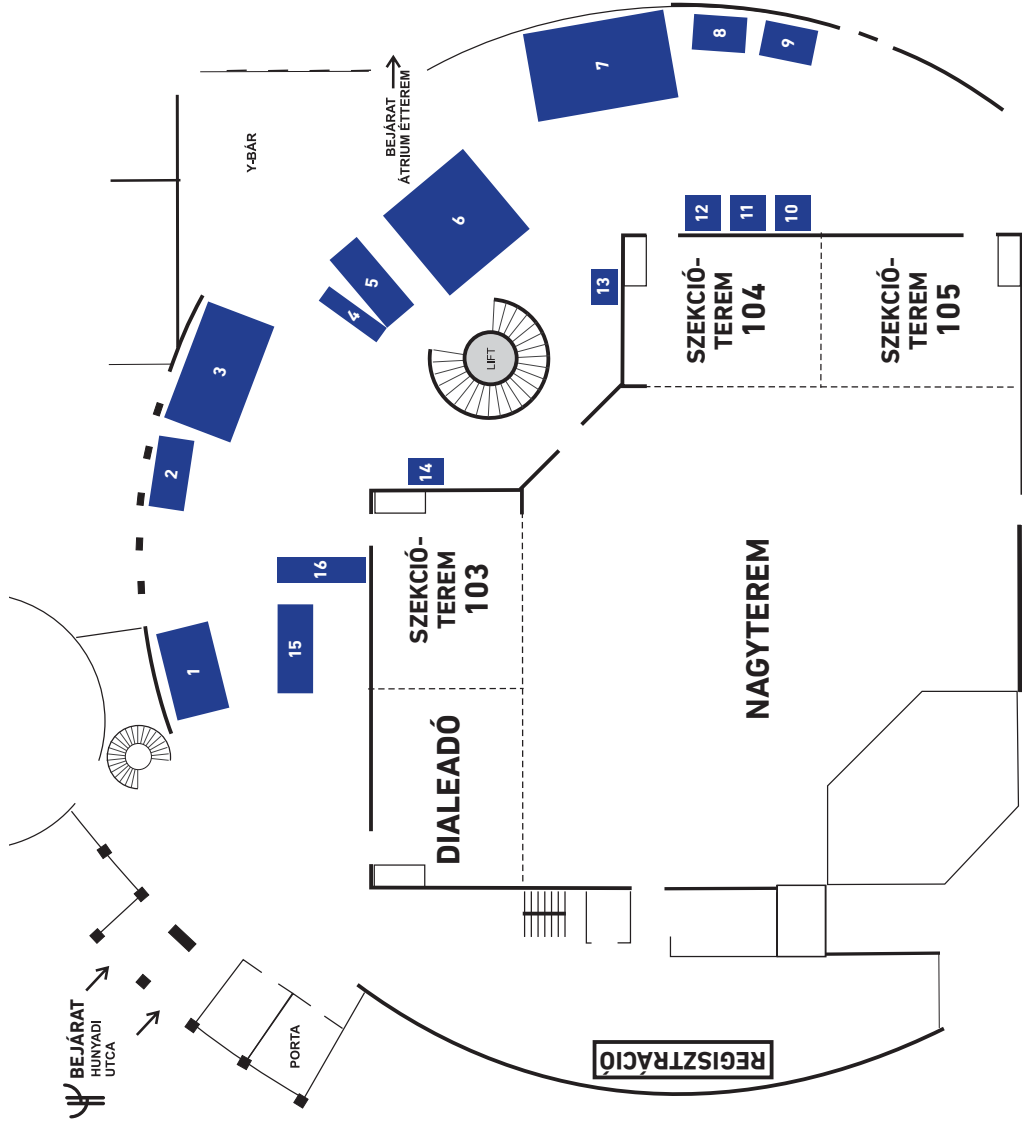 BEJÁRAT
HUNYADI
UTCA
PORTA
REGISZTRÁCIÓ
1
2
3
4
5
6
7
8
9
10
11
12
13
14
15
16
Y-BÁR
BEJÁRAT
ÁTRIUM ÉTTEREM
LIFT
DIALEADÓ
SZEKCIÓ-
TEREM
103
SZEKCIÓ-
TEREM
104
SZEKCIÓ-
TEREM
105
NAGYTEREM